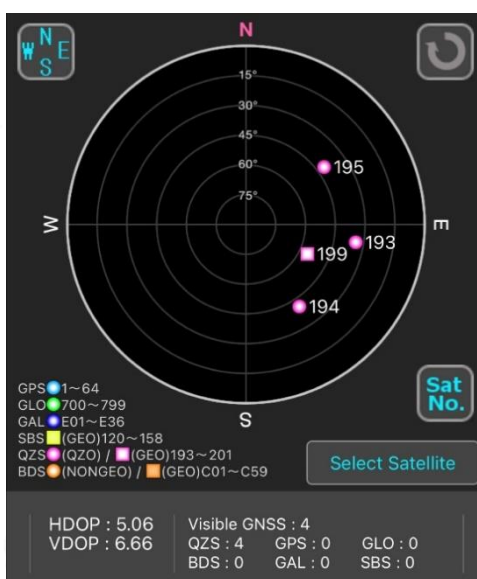 N
W N E
S
15°
30°
45°
60°
75°
195
W
E
193
199
194
S
GPS 1～64
GLO 700～799
GAL E01～E36
SBS (GEO)120～158
QZS (QZO) / (GEO)193～201
BDS (NONGEO) / (GEO)C01～C59
Sat
No.
Select Satellite
HDOP : 5.06
VDOP : 6.66
Visible GNSS : 4
QZS : 4 GPS : 0 GLO : 0
BDS : 0 GAL : 0 SBS : 0